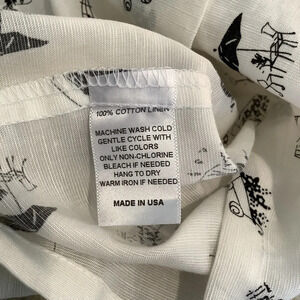 100% COTTON LINEN
MACHINE WASH COLD
GENTLE CYCLE WITH
LIKE COLORS
ONLY NON-CHLORINE
BLEACH IF NEEDED
HANG TO DRY
WARM IRON IF NEEDED
MADE IN USA